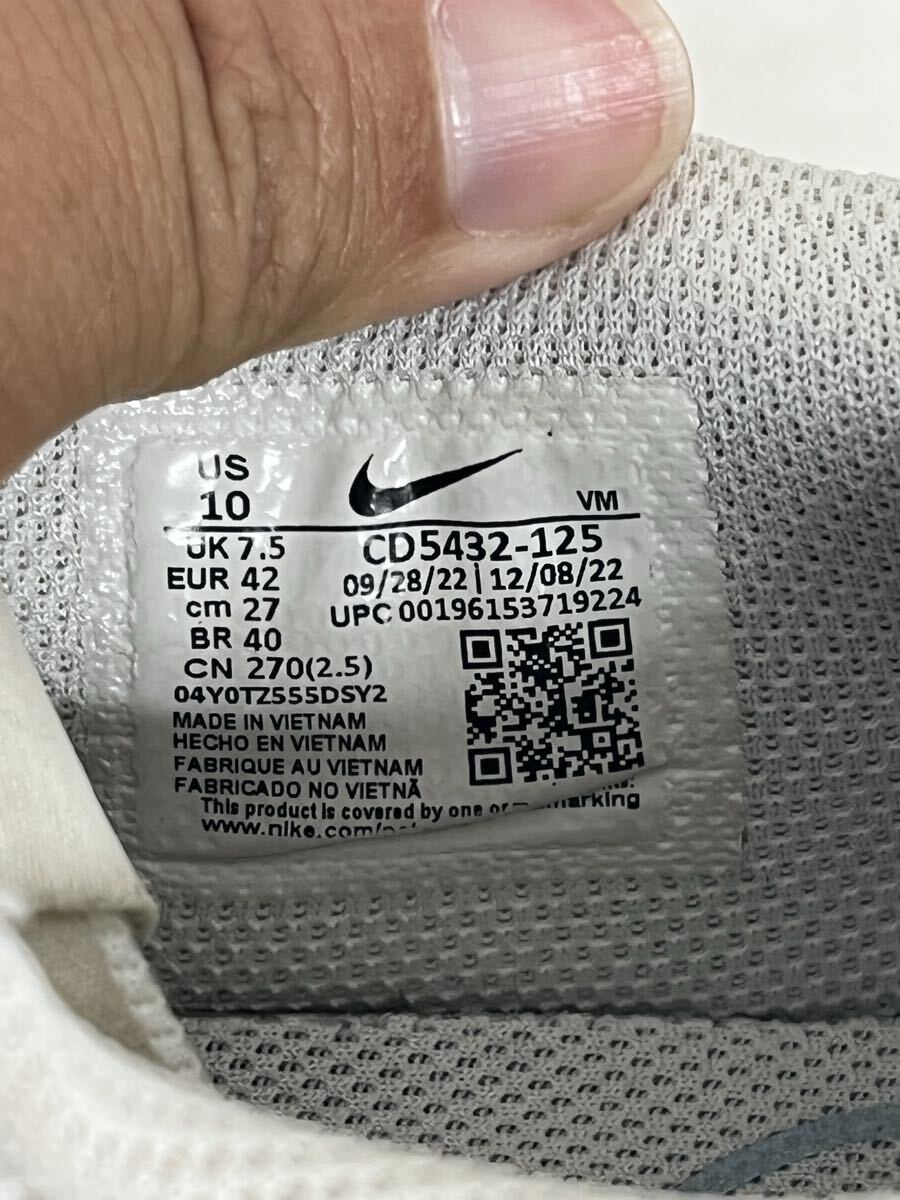 US
10
VM
UK 7.5
CD5432-125
EUR 42
09/28/22 | 12/08/22
cm 27
UPC 00196153719224
BR 40
CN 270(2.5)
04Y0TZ555DSY2
MADE IN VIETNAM
HECHO EN VIETNAM
FABRIQUE AU VIETNAM
FABRICADO NO VIETNÃ
This product is covered by one or marking
www.nike.com/